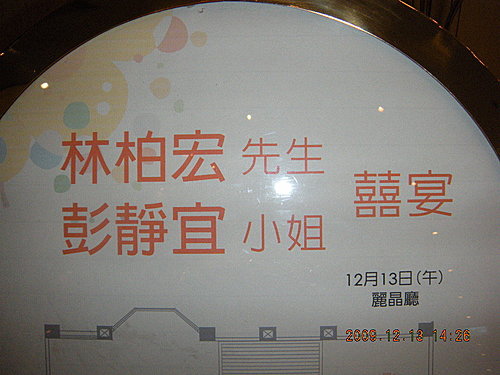 林柏宏 先生
彭靜宜 小姐
囍宴
12月13日(午)
麗晶廳
2009.12.13 14:26